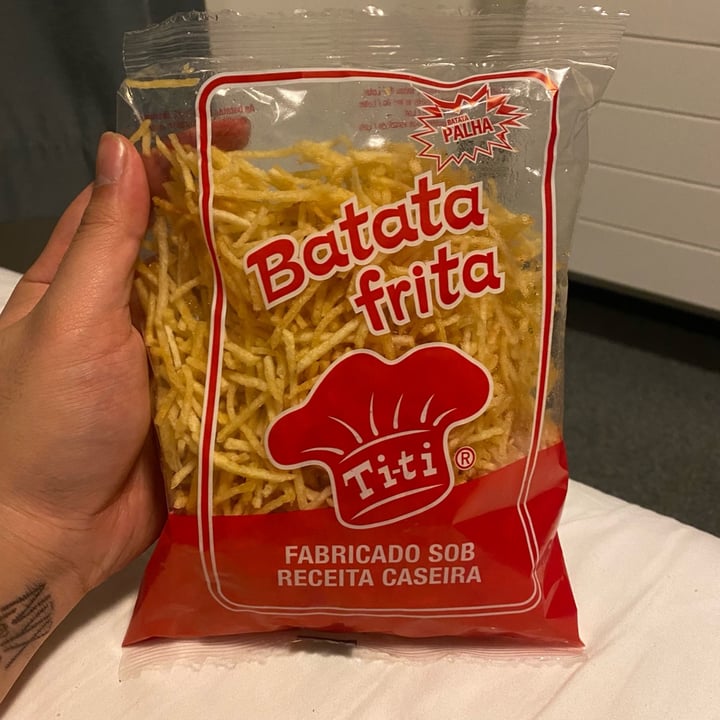 BATATA
PALHA
Batata
frita
Ti-ti ®
FABRICADO SOB
RECEITA CASEIRA